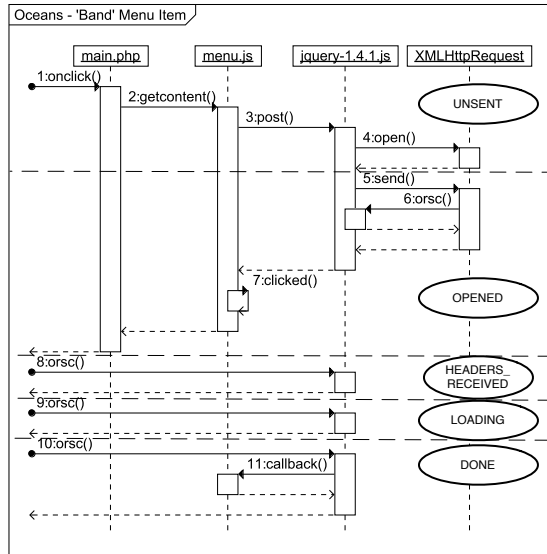 Oceans - 'Band' Menu Item
main.php
menu.js
jquery-1.4.1.js
XMLHttpRequest
1:onclick()
2:getcontent()
UNSENT
3:post()
4:open()
5:send()
6:orsc()
7:clicked()
OPENED
8:orsc()
HEADERS_
RECEIVED
9:orsc()
LOADING
10:orsc()
11:callback()
DONE